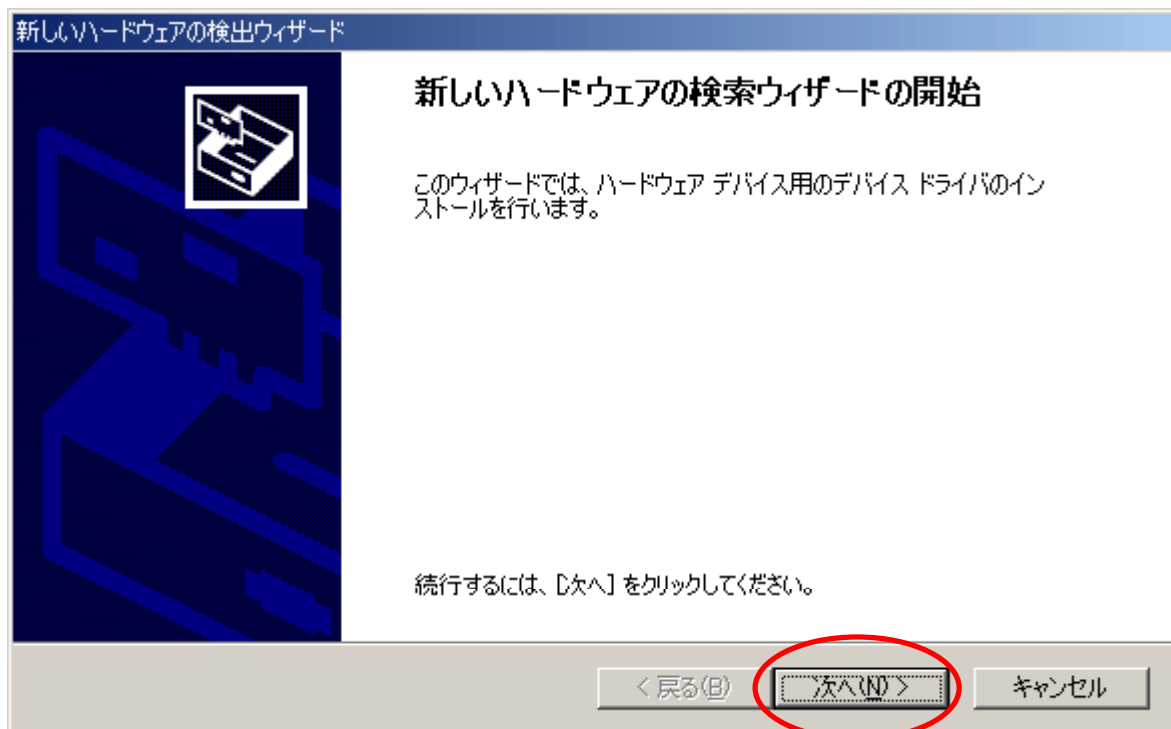 新しいハードウェアの検出ウィザード
新しいハードウェアの検索ウィザードの開始
このウィザードでは、ハードウェア デバイス用のデバイス ドライバのイン
ストールを行います。
続行するには、[次へ] をクリックしてください。
< 戻る(B)
次へ(N) >
キャンセル